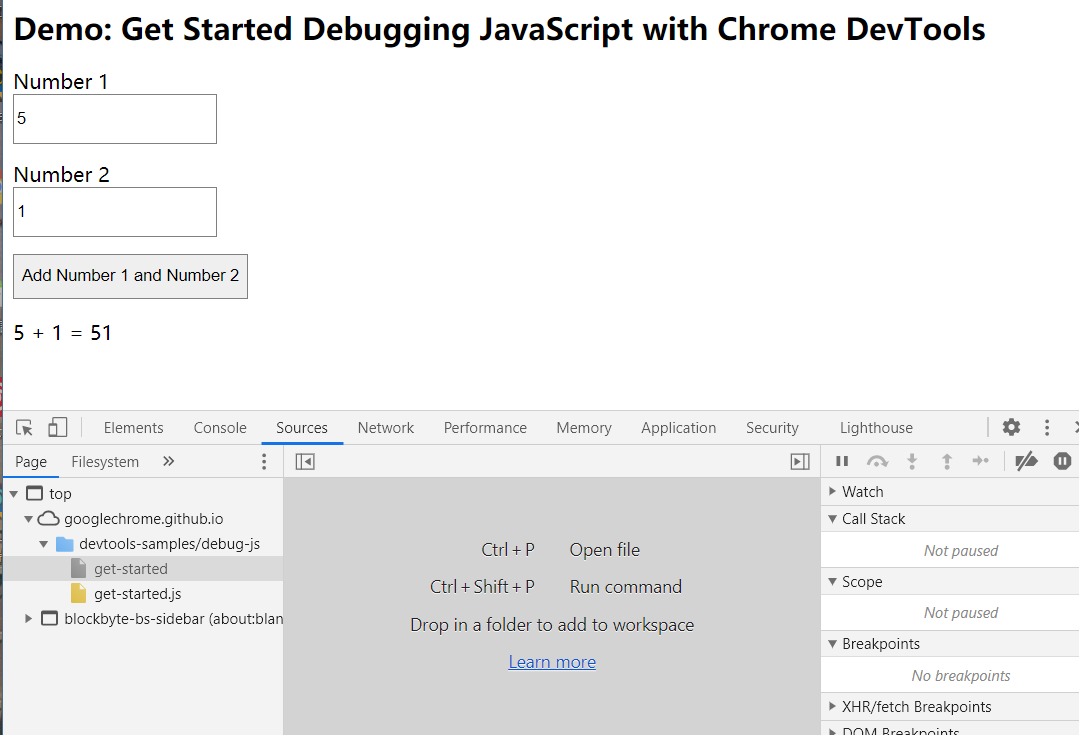 Demo: Get Started Debugging JavaScript with Chrome DevTools
Number 1
5
Number 2
1
Add Number 1 and Number 2
5 + 1 = 51
Elements Console Sources Network Performance Memory Application Security Lighthouse
Page Filesystem »
top
googlechrome.github.io
devtools-samples/debug-js
get-started
get-started.js
blockbyte-bs-sidebar (about:blan
Ctrl + P Open file
Ctrl + Shift + P Run command
Drop in a folder to add to workspace
Learn more
Watch
Call Stack
Not paused
Scope
Not paused
Breakpoints
No breakpoints
XHR/fetch Breakpoints
DOM Breakpoints